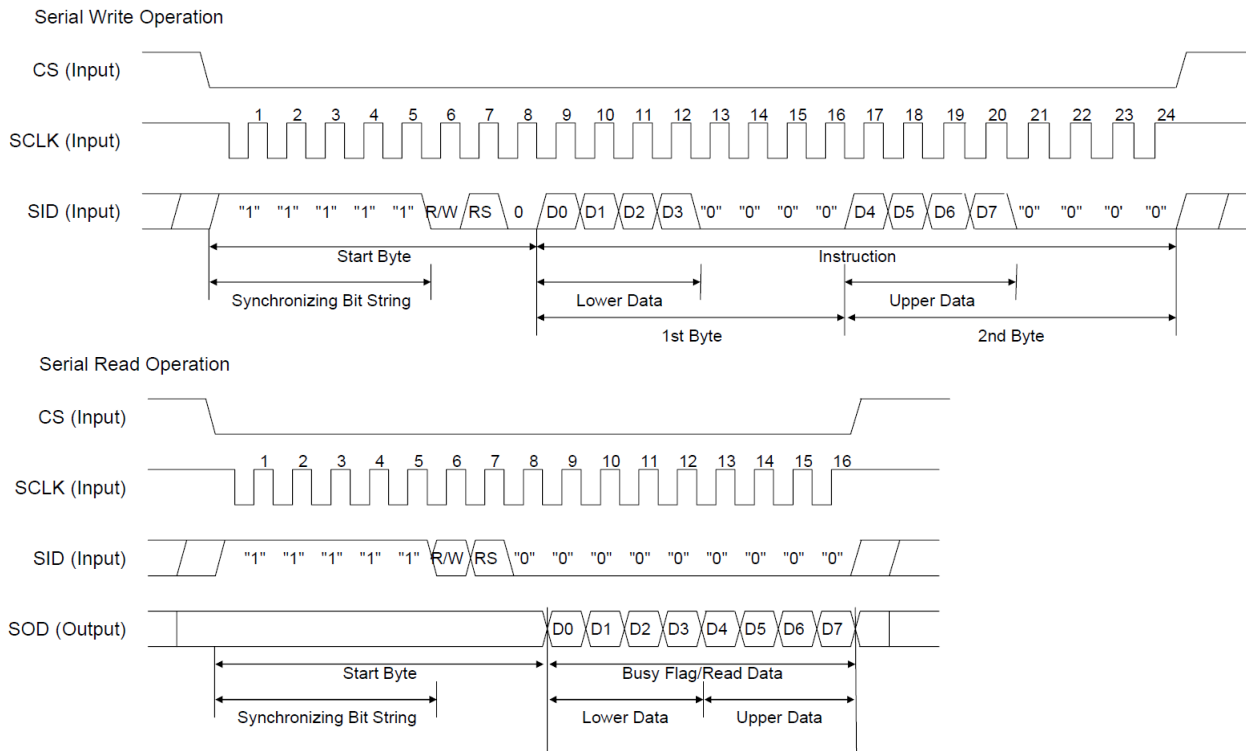 Serial Write Operation
CS (Input)
1 2 3 4 5 6 7 8 9 10 11 12 13 14 15 16 17 18 19 20 21 22 23 24
SCLK (Input)
SID (Input) "1" "1" "1" "1" "1" R/W RS 0 D0 D1 D2 D3 "0" "0" "0" "0" D4 D5 D6 D7 "0" "0" "0' "0"
Start Byte Instruction
Synchronizing Bit String Lower Data Upper Data
1st Byte 2nd Byte
Serial Read Operation
CS (Input)
1 2 3 4 5 6 7 8 9 10 11 12 13 14 15 16
SCLK (Input)
SID (Input) "1" "1" "1" "1" "1" R/W RS "0" "0" "0" "0" "0" "0" "0" "0" "0"
SOD (Output) D0 D1 D2 D3 D4 D5 D6 D7
Start Byte Busy Flag/Read Data
Synchronizing Bit String Lower Data Upper Data